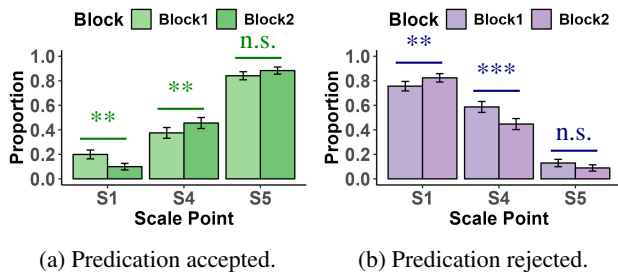 Block Block1 Block2
Block Block1 Block2
Proportion
1.0
0.8
0.6
0.4
0.2
0.0
**
**
n.s.
S1 S4 S5
Scale Point
Proportion
1.0
0.8
0.6
0.4
0.2
0.0
**
***
n.s.
S1 S4 S5
Scale Point
(a) Predication accepted.
(b) Predication rejected.